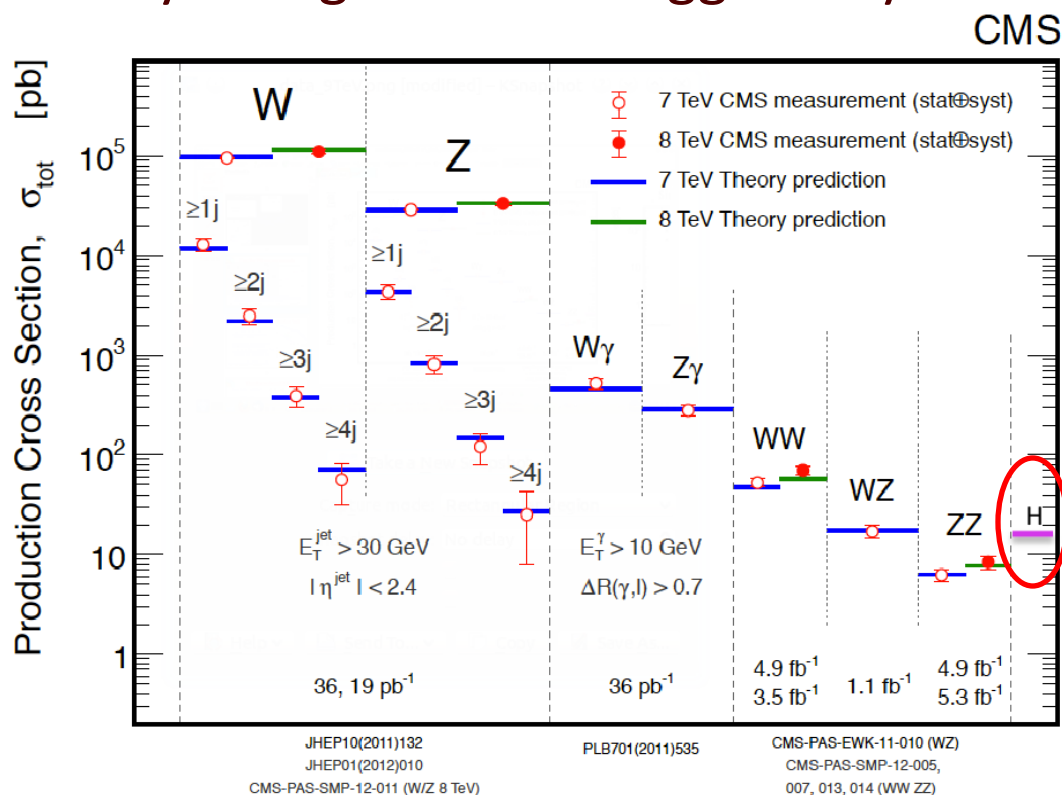 CMS
Production Cross Section, σtot [pb]
10^5
10^4
10^3
10^2
10
1
W
Z
≥1j
≥2j
≥3j
≥4j
≥1j
≥2j
≥3j
≥4j
7 TeV CMS measurement (stat⊕syst)
8 TeV CMS measurement (stat⊕syst)
7 TeV Theory prediction
8 TeV Theory prediction
Wγ
Zγ
WW
WZ
ZZ
H
E_T^jet > 30 GeV
| η^jet | < 2.4
E_T^γ > 10 GeV
ΔR(γ,l) > 0.7
36, 19 pb^-1
36 pb^-1
4.9 fb^-1
3.5 fb^-1
1.1 fb^-1
4.9 fb^-1
5.3 fb^-1
JHEP10(2011)132
JHEP01(2012)010
CMS-PAS-SMP-12-011 (W/Z 8 TeV)
PLB701(2011)535
CMS-PAS-EWK-11-010 (WZ)
CMS-PAS-SMP-12-005,
007, 013, 014 (WW ZZ)